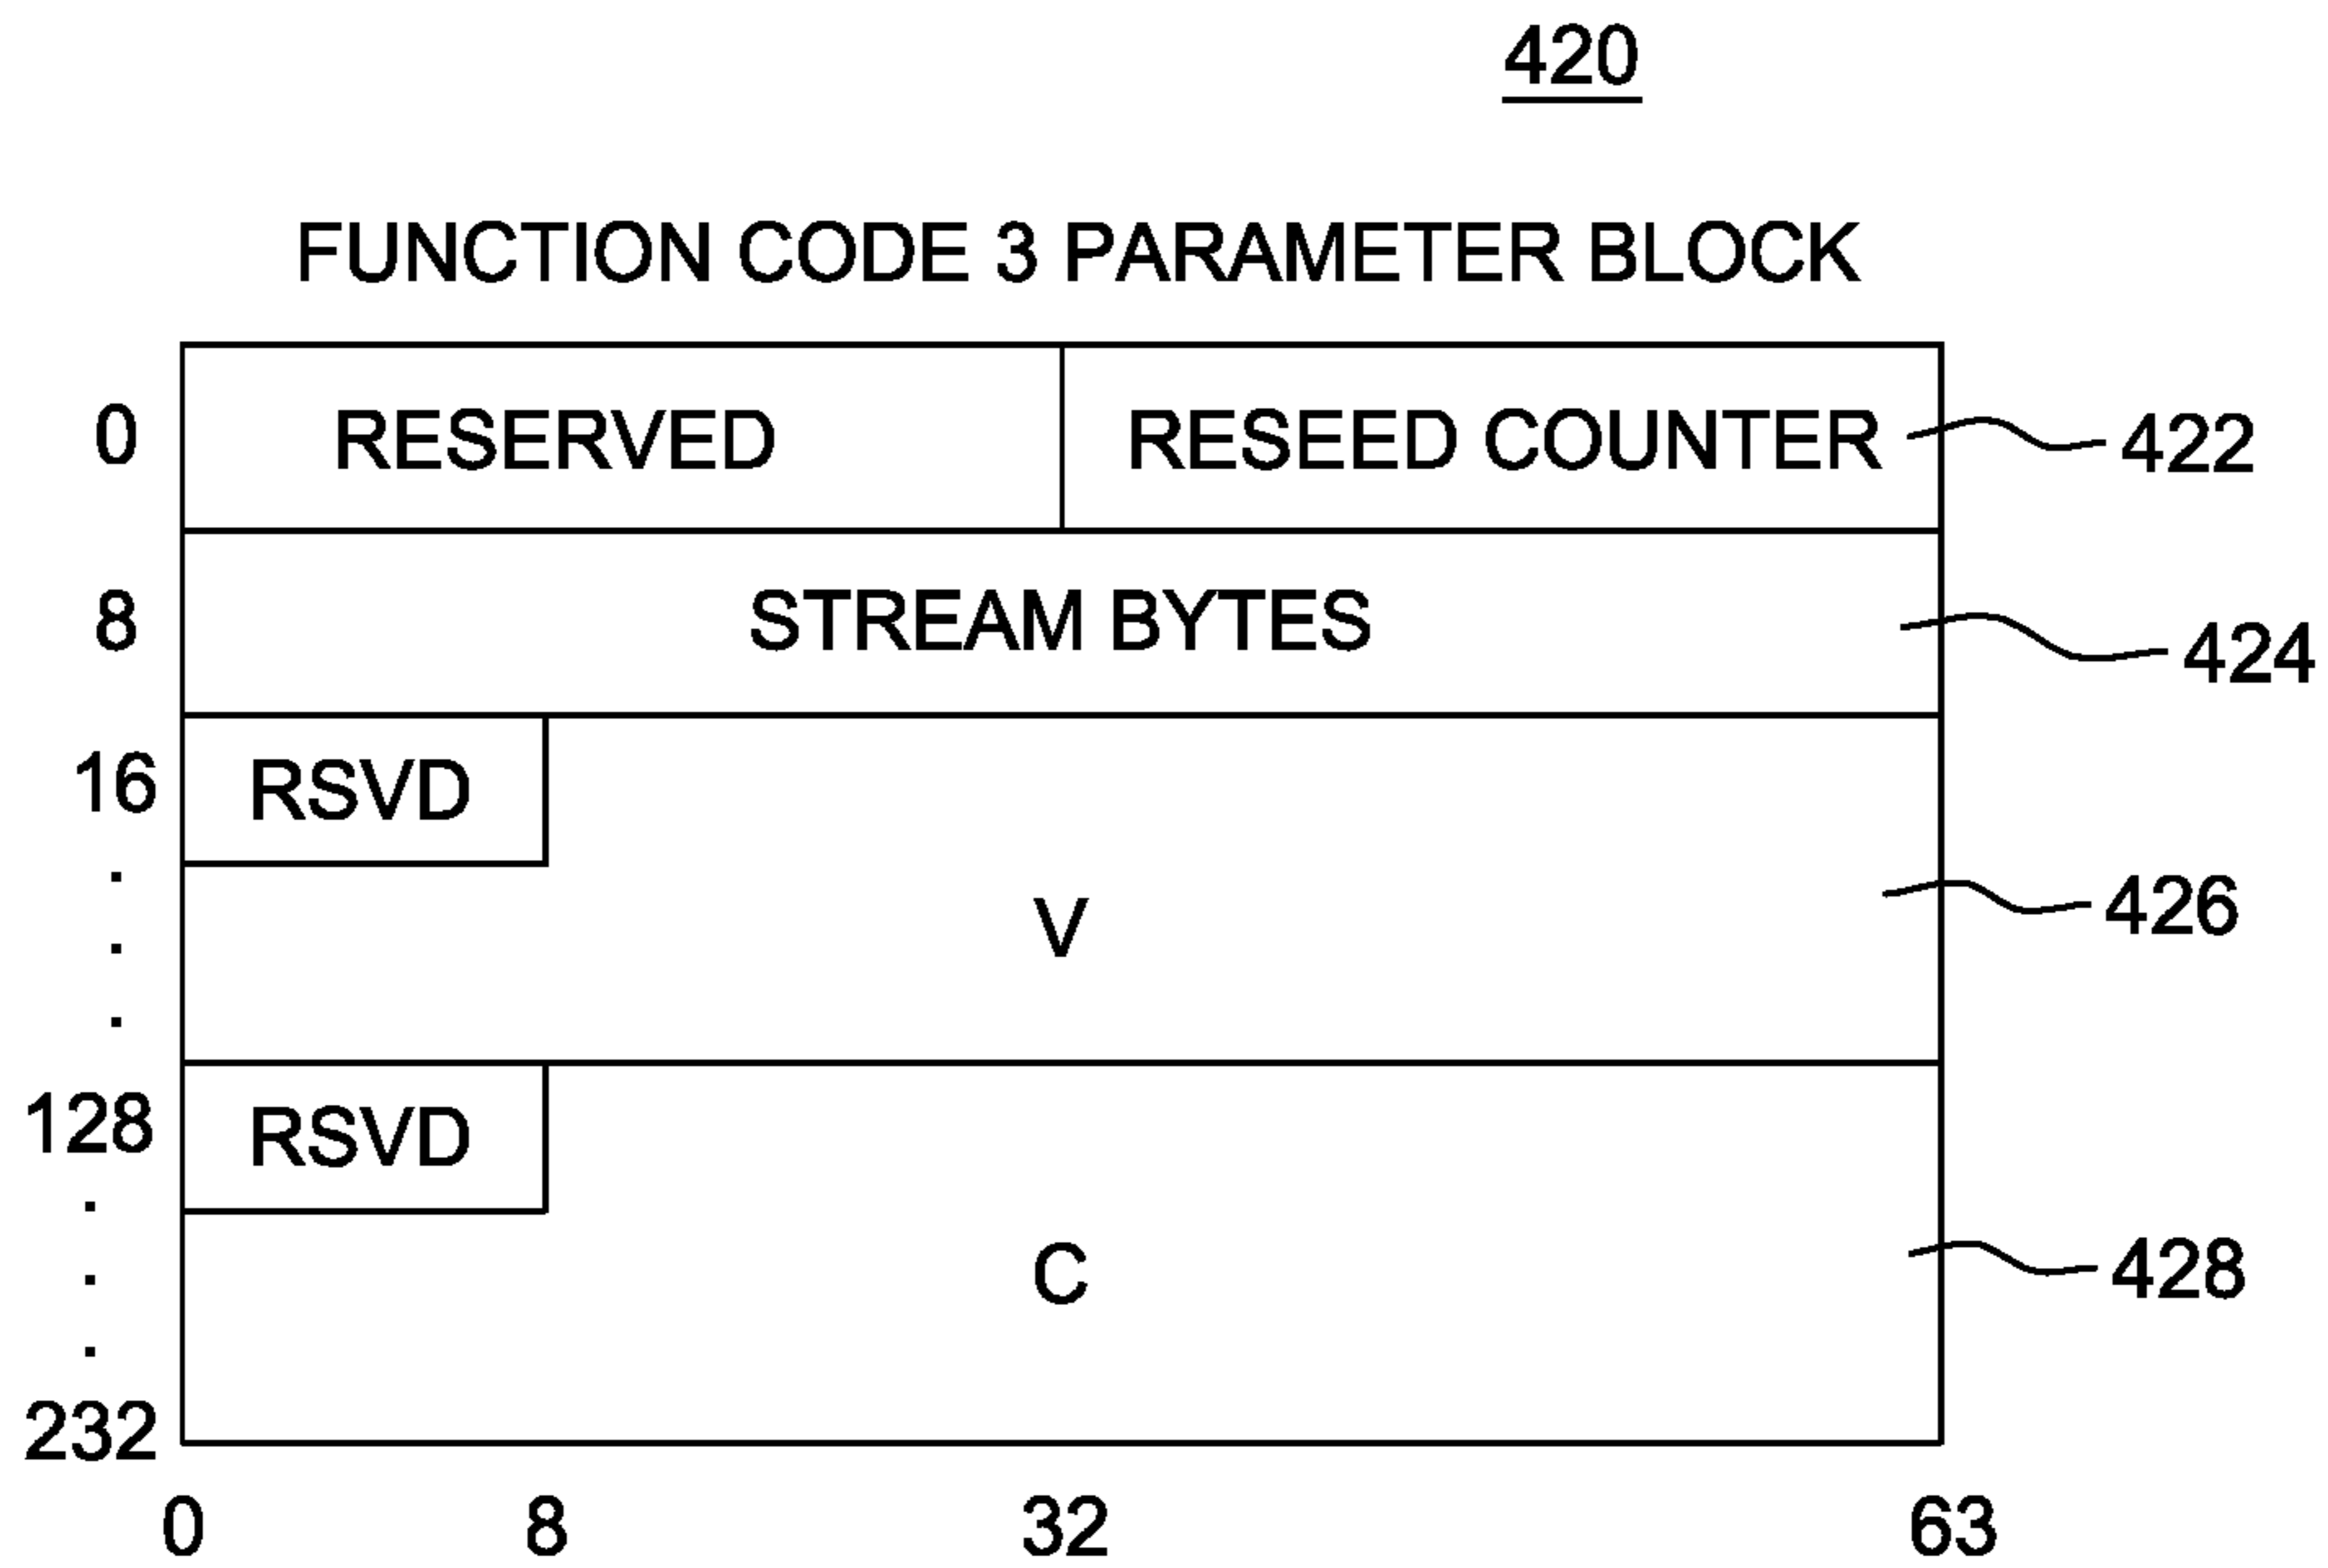 420
FUNCTION CODE 3 PARAMETER BLOCK
0 RESERVED RESEED COUNTER 422
8 STREAM BYTES 424
16 RSVD
V 426
128 RSVD
C 428
232
0 8 32 63